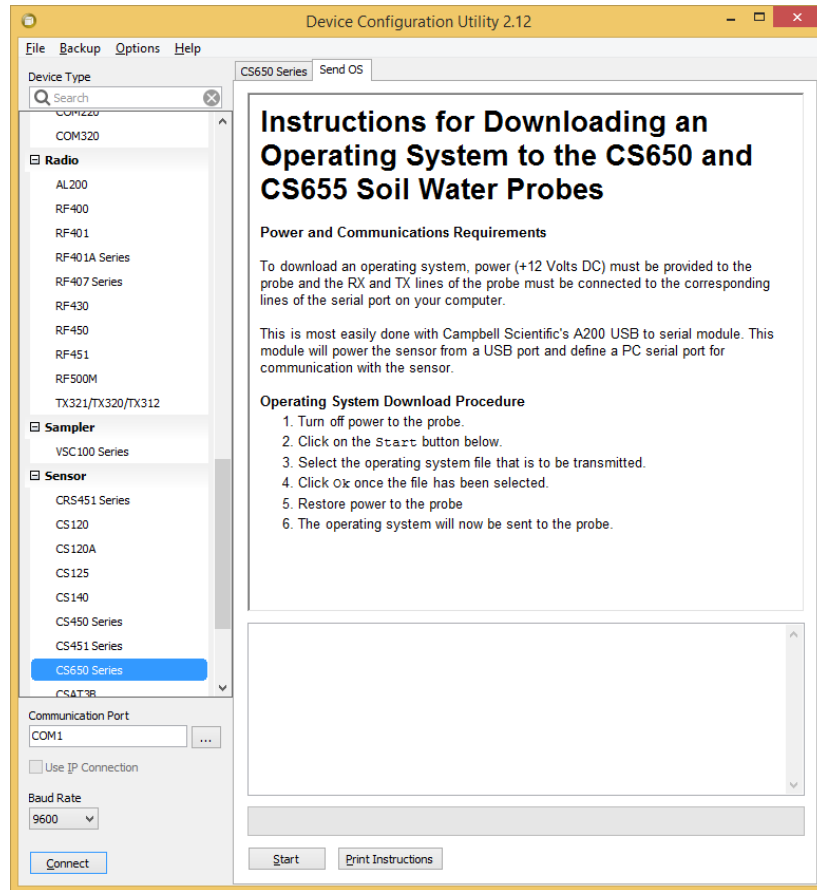 Device Configuration Utility 2.12
File Backup Options Help
Device Type
Search
COM220
COM320
Radio
AL200
RF400
RF401
RF401A Series
RF407 Series
RF430
RF450
RF451
RF500M
TX321/TX320/TX312
Sampler
VSC100 Series
Sensor
CRS451 Series
CS120
CS120A
CS125
CS140
CS450 Series
CS451 Series
CS650 Series
CSAT3B
Communication Port
COM1
...
Use IP Connection
Baud Rate
9600
Connect
CS650 Series Send OS
Instructions for Downloading an
Operating System to the CS650 and
CS655 Soil Water Probes
Power and Communications Requirements
To download an operating system, power (+12 Volts DC) must be provided to the
probe and the RX and TX lines of the probe must be connected to the corresponding
lines of the serial port on your computer.
This is most easily done with Campbell Scientific's A200 USB to serial module. This
module will power the sensor from a USB port and define a PC serial port for
communication with the sensor.
Operating System Download Procedure
1. Turn off power to the probe.
2. Click on the Start button below.
3. Select the operating system file that is to be transmitted.
4. Click Ok once the file has been selected.
5. Restore power to the probe
6. The operating system will now be sent to the probe.
Start Print Instructions